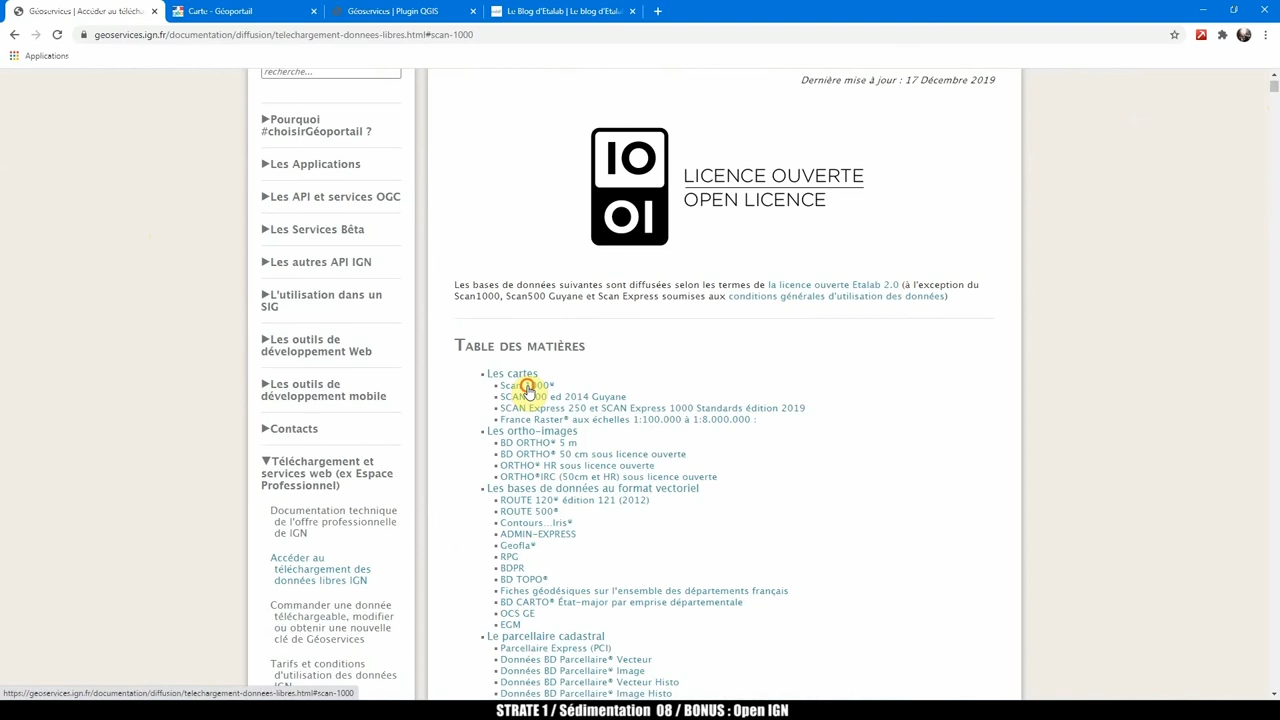 Géoservices | Accéder au télécha
Carte - Géoportail
Géoservices | Plugin QGIS
Le Blog d'Etalab | Le blog d'Etala
geoservices.ign.fr/documentation/diffusion/telechargement-donnees-libres.html#scan-1000
Applications
recherche...
▶Pourquoi
#choisirGéoportail ?
▶Les Applications
▶Les API et services OGC
▶Les Services Bêta
▶Les autres API IGN
▶L'utilisation dans un
SIG
▶Les outils de
développement Web
▶Les outils de
développement mobile
▶Contacts
▼Téléchargement et
services web (ex Espace
Professionnel)
Documentation technique
de l'offre professionnelle
de IGN
Accéder au
téléchargement des
données libres IGN
Commander une donnée
téléchargeable, modifier
ou obtenir une nouvelle
clé de Géoservices
Tarifs et conditions
d'utilisation des données
Dernière mise à jour : 17 Décembre 2019
IO
OI
LICENCE OUVERTE
OPEN LICENCE
Les bases de données suivantes sont diffusées selon les termes de la licence ouverte Etalab 2.0 (à l'exception du
Scan1000, Scan500 Guyane et Scan Express soumises aux conditions générales d'utilisation des données)
TABLE DES MATIÈRES
Les cartes
Scan 1000®
ed 2014 Guyane
SCAN Express 250 et SCAN Express 1000 Standards édition 2019
France Raster® aux échelles 1:100.000 à 1:8.000.000 :
Les ortho-images
BD ORTHO® 5 m
BD ORTHO® 50 cm sous licence ouverte
ORTHO® HR sous licence ouverte
ORTHO®IRC (50cm et HR) sous licence ouverte
Les bases de données au format vectoriel
ROUTE 120® édition 121 (2012)
ROUTE 500®
Contours...Iris®
ADMIN-EXPRESS
Geofla®
RPG
BDPR
BD TOPO®
Fiches géodésiques sur l'ensemble des départements français
BD CARTO® État-major par emprise départementale
OCS GE
EGM
Le parcellaire cadastral
Parcellaire Express (PCI)
Données BD Parcellaire® Vecteur
Données BD Parcellaire® Image
Données BD Parcellaire® Vecteur Histo
Données BD Parcellaire® Image Histo
https://geoservices.ign.fr/documentation/diffusion/telechargement-donnees-libres.html#scan-1000
STRATE 1 / Sédimentation 08 / BONUS : Open IGN